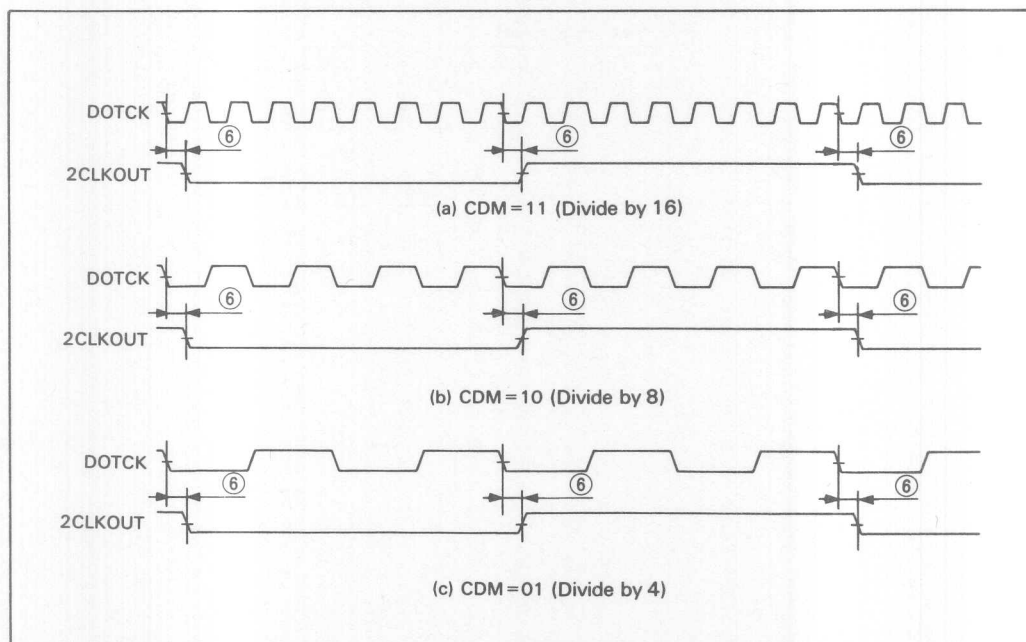 DOTCK
⑥ ⑥ ⑥
2CLKOUT
(a) CDM=11 (Divide by 16)
DOTCK
⑥ ⑥ ⑥
2CLKOUT
(b) CDM=10 (Divide by 8)
DOTCK
⑥ ⑥ ⑥
2CLKOUT
(c) CDM=01 (Divide by 4)